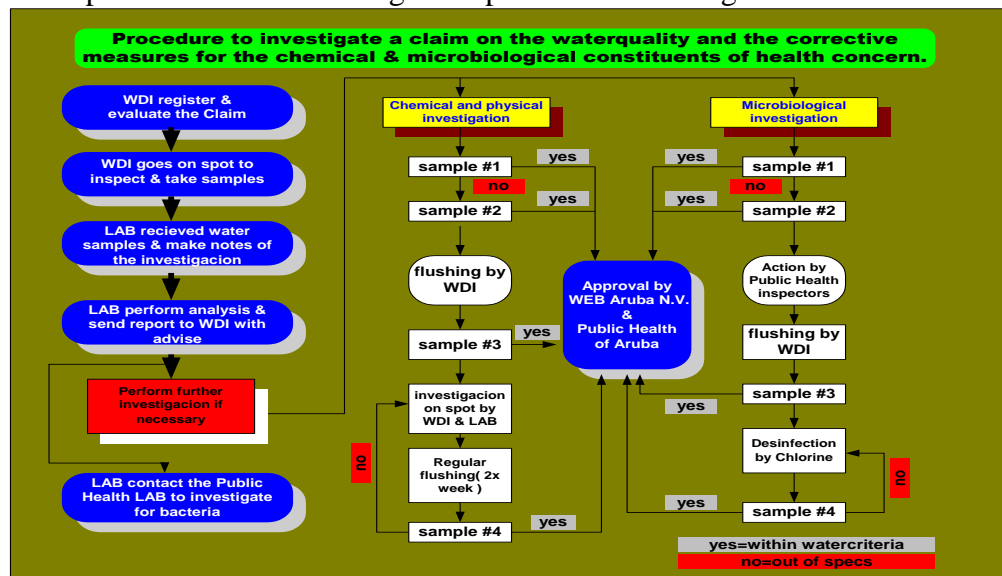 Procedure to investigate a claim on the waterquality and the corrective
measures for the chemical & microbiological constituents of health concern.
WDI register &
evaluate the Claim
WDI goes on spot to
inspect & take samples
LAB recieved water
samples & make notes of
the investigacion
LAB perform analysis &
send report to WDI with
advise
Perform further
investigacion if
necessary
LAB contact the Public
Health LAB to investigate
for bacteria
Chemical and physical
investigation
sample #1
yes
no
sample #2
yes
flushing by
WDI
sample #3
yes
investigacion
on spot by
WDI & LAB
no
Regular
flushing( 2x
week )
sample #4
yes
Approval by
WEB Aruba N.V.
&
Public Health
of Aruba
Microbiological
investigation
yes
sample #1
no
yes
sample #2
Action by
Public Health
inspectors
flushing by
WDI
sample #3
yes
Desinfection
by Chlorine
no
yes
sample #4
yes=within watercriteria
no=out of specs